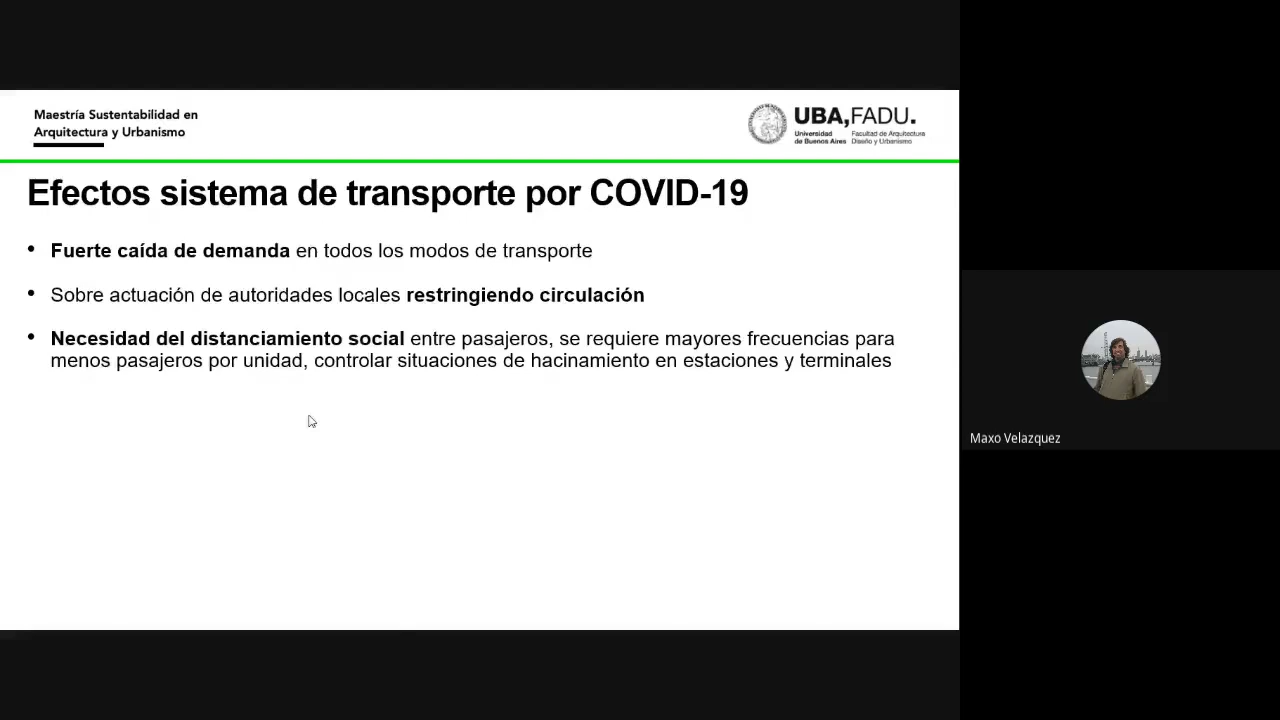 Maestría Sustentabilidad en
Arquitectura y Urbanismo
UBA,FADU.
Universidad de Buenos Aires
Facultad de Arquitectura Diseño y Urbanismo
Efectos sistema de transporte por COVID-19
• Fuerte caída de demanda en todos los modos de transporte
• Sobre actuación de autoridades locales restringiendo circulación
• Necesidad del distanciamiento social entre pasajeros, se requiere mayores frecuencias para
menos pasajeros por unidad, controlar situaciones de hacinamiento en estaciones y terminales
Maxo Velazquez